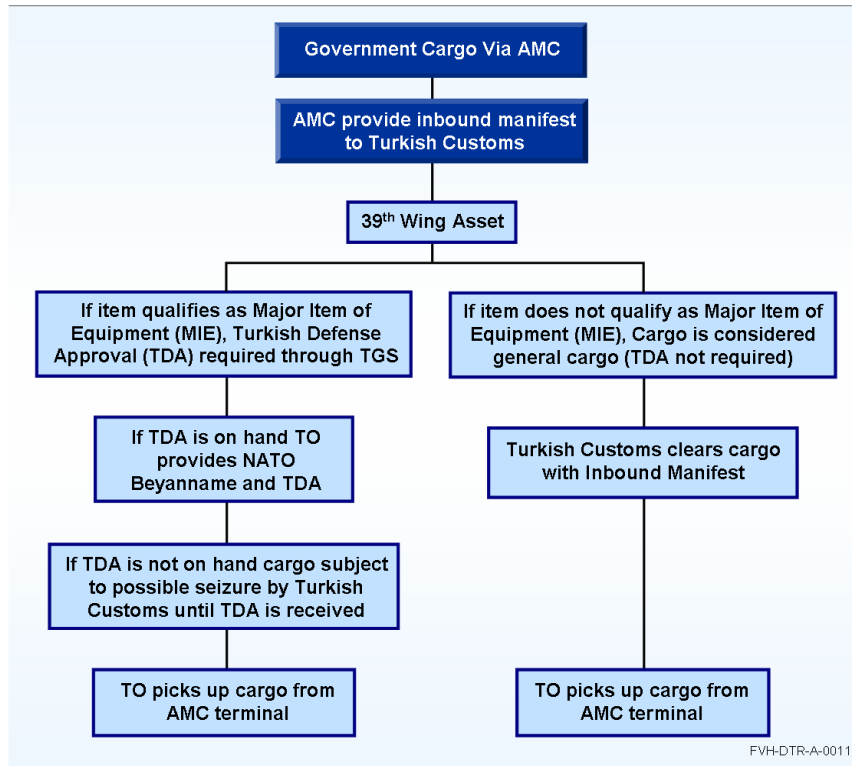 Government Cargo Via AMC
AMC provide inbound manifest
to Turkish Customs
39th Wing Asset
If item qualifies as Major Item of
Equipment (MIE), Turkish Defense
Approval (TDA) required through TGS
If item does not qualify as Major Item of
Equipment (MIE), Cargo is considered
general cargo (TDA not required)
If TDA is on hand TO
provides NATO
Beyanname and TDA
Turkish Customs clears cargo
with Inbound Manifest
If TDA is not on hand cargo subject
to possible seizure by Turkish
Customs until TDA is received
TO picks up cargo from
AMC terminal
TO picks up cargo from
AMC terminal
FVH-DTR-A-0011